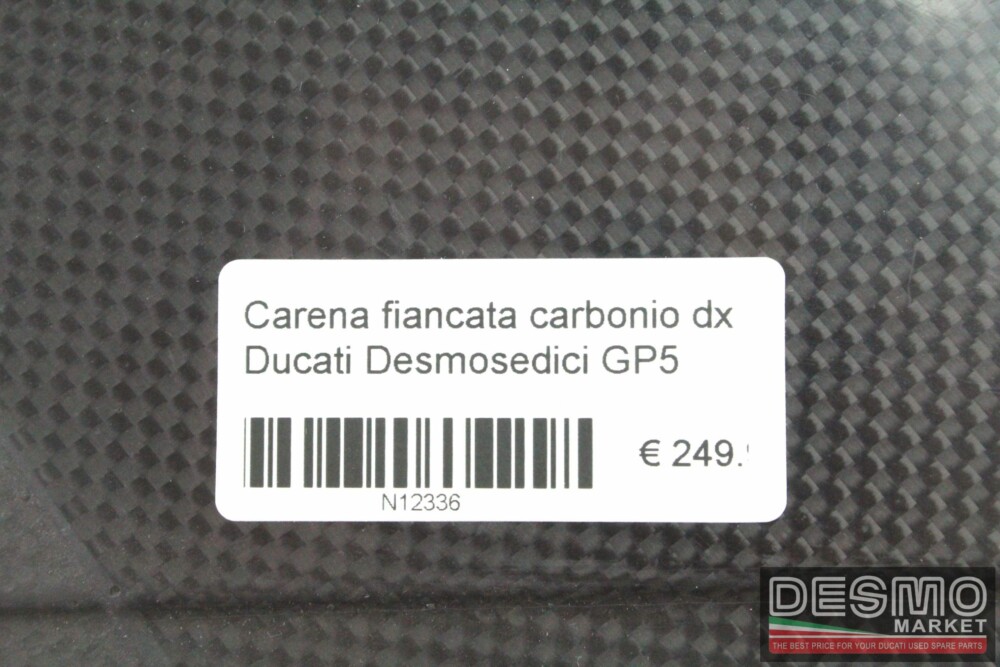 Carena fiancata carbonio dx
Ducati Desmosedici GP5
€ 249.
N12336
DESMO
MARKET
THE BEST PRICE FOR YOUR DUCATI USED SPARE PARTS